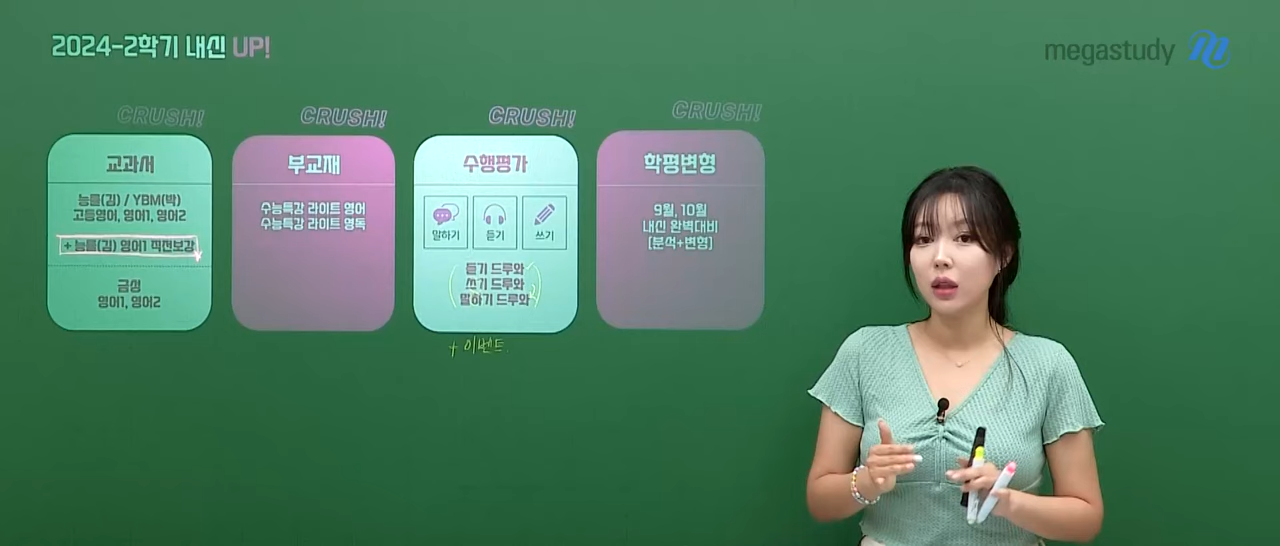 2024-2학기 내신 UP!
megastudy
CRUSH!
CRUSH!
CRUSH!
CRUSH!
교과서
능률(김) / YBM(박)
고등영어, 영어1, 영어2
+ 능률(김) 영어1 직전보강
금성
영어1, 영어2
부교재
수능특강 라이트 영어
수능특강 라이트 영독
수행평가
말하기
듣기
쓰기
듣기 드루와
쓰기 드루와
말하기 드루와
+ 이벤트
학평변형
9월, 10월
내신 완벽대비
[분석+변형]